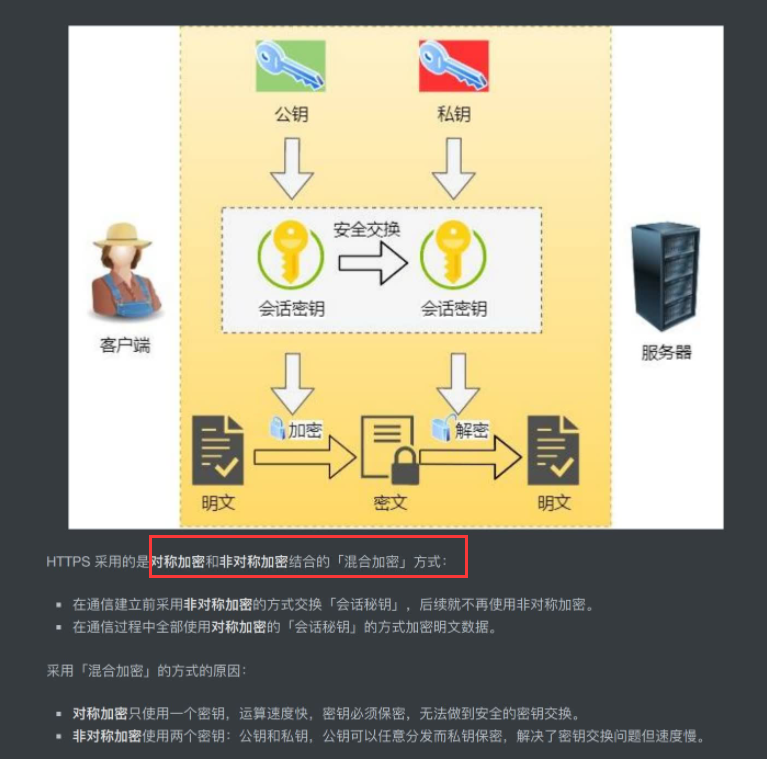 公钥 私钥
安全交换
会话密钥 会话密钥
客户端 服务器
加密 解密
明文 密文 明文
HTTPS 采用的是对称加密和非对称加密结合的「混合加密」方式：
▪ 在通信建立前采用非对称加密的方式交换「会话秘钥」，后续就不再使用非对称加密。
▪ 在通信过程中全部使用对称加密的「会话秘钥」的方式加密明文数据。
采用「混合加密」的方式的原因：
▪ 对称加密只使用一个密钥，运算速度快，密钥必须保密，无法做到安全的密钥交换。
▪ 非对称加密使用两个密钥：公钥和私钥，公钥可以任意分发而私钥保密，解决了密钥交换问题但速度慢。